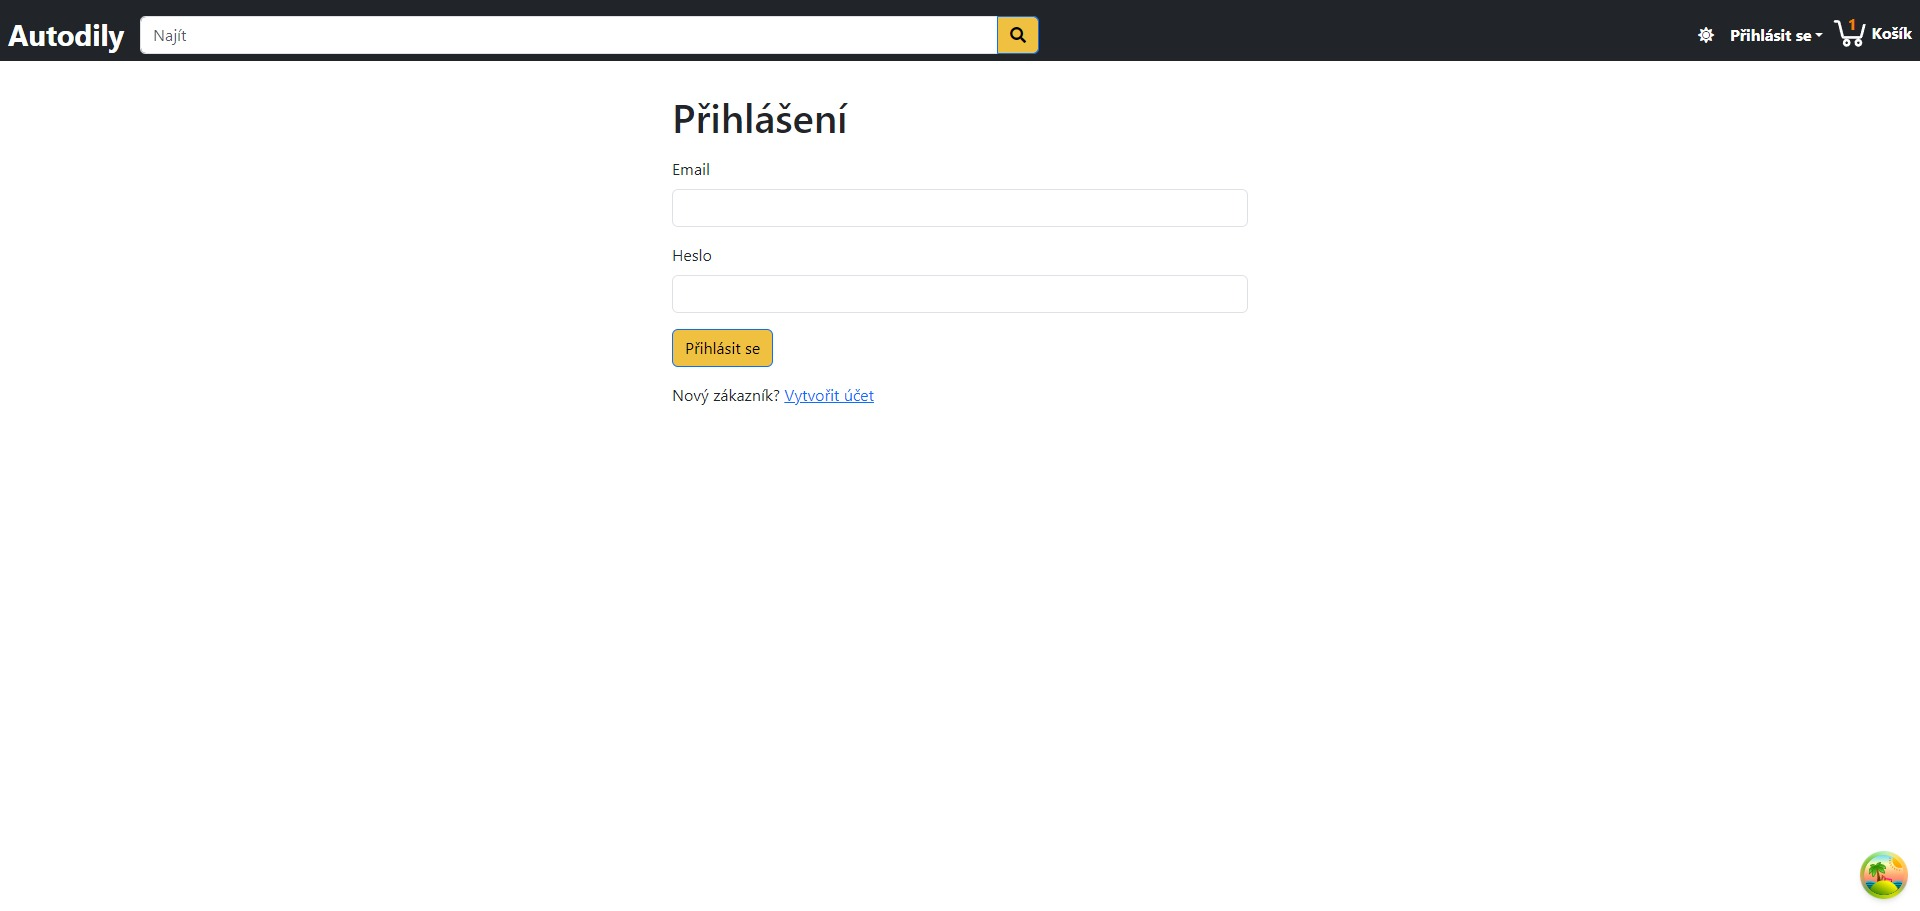 Autodily
Najít
Přihlásit se
1
Košík
Přihlášení
Email
Heslo
Přihlásit se
Nový zákazník? Vytvořit účet